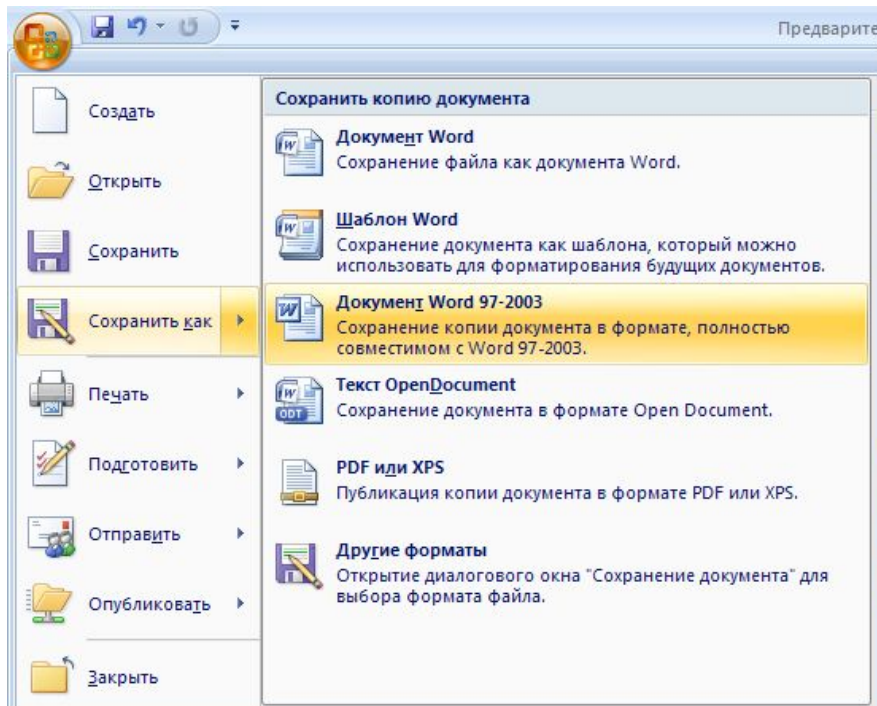 Предварите
Создать
Открыть
Сохранить
Сохранить как
Печать
Подготовить
Отправить
Опубликовать
Закрыть
Сохранить копию документа
Документ Word
Сохранение файла как документа Word.
Шаблон Word
Сохранение документа как шаблона, который можно
использовать для форматирования будущих документов.
Документ Word 97-2003
Сохранение копии документа в формате, полностью
совместимом с Word 97-2003.
Текст OpenDocument
Сохранение документа в формате Open Document.
ODT
PDF или XPS
Публикация копии документа в формате PDF или XPS.
Другие форматы
Открытие диалогового окна "Сохранение документа" для
выбора формата файла.